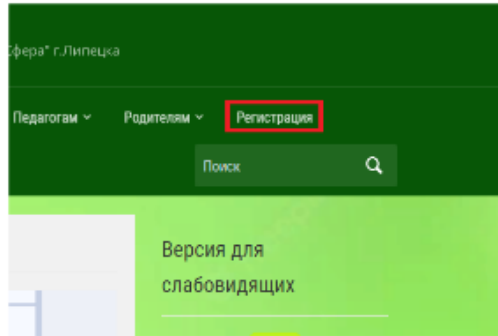 Сфера" г.Липецка
Педагогам Родителям Регистрация
Поиск
Версия для
слабовидящих